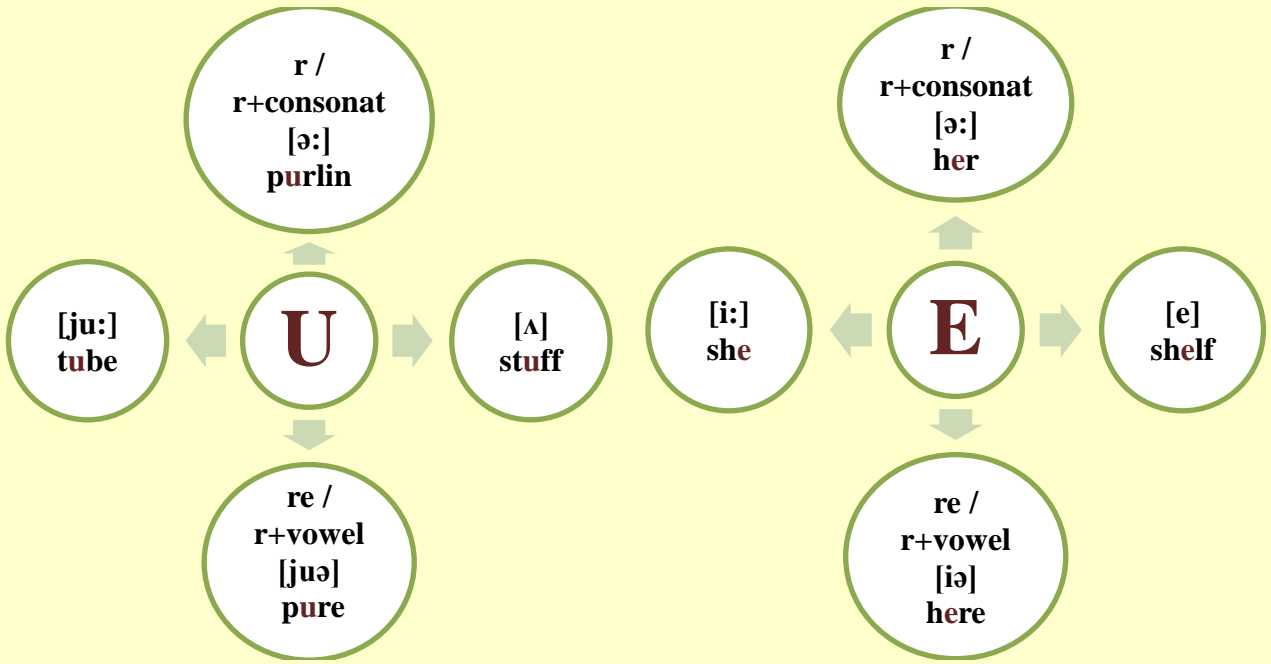 r /
r+consonat
[ə:]
purlin
[ju:]
tube
U
[ʌ]
stuff
re /
r+vowel
[juə]
pure
r /
r+consonat
[ə:]
her
[i:]
she
E
[e]
shelf
re /
r+vowel
[iə]
here